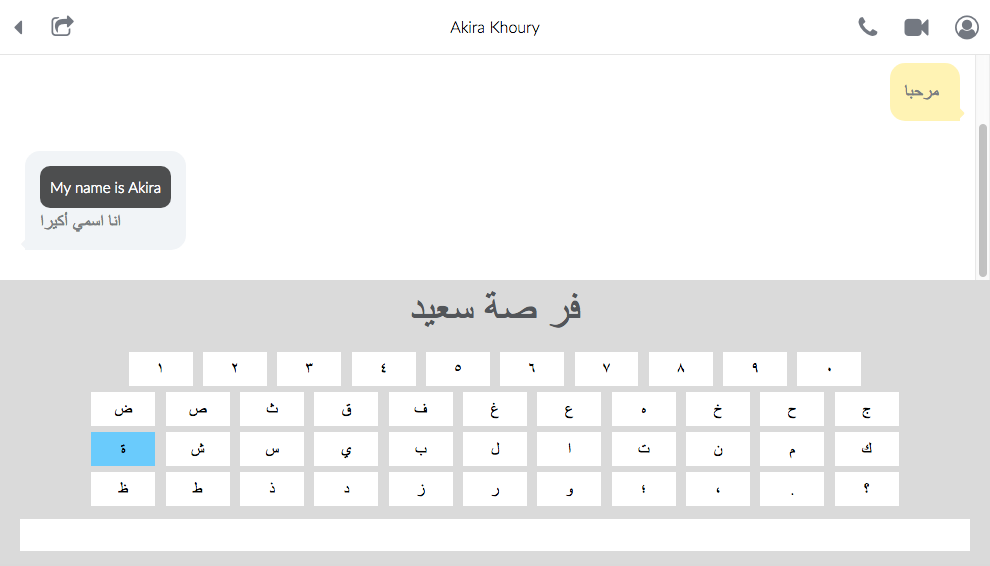 Akira Khoury
مرحبا
My name is Akira
انا اسمي أكيرا
فر صة سعيد
١ ٢ ٣ ٤ ٥ ٦ ٧ ٨ ٩ ٠
ض ص ث ق ف غ ع ه خ ح ج
ة ش س ي ب ل ا ت ن م ك
ظ ط ذ د ز ر و ؛ ، . ؟